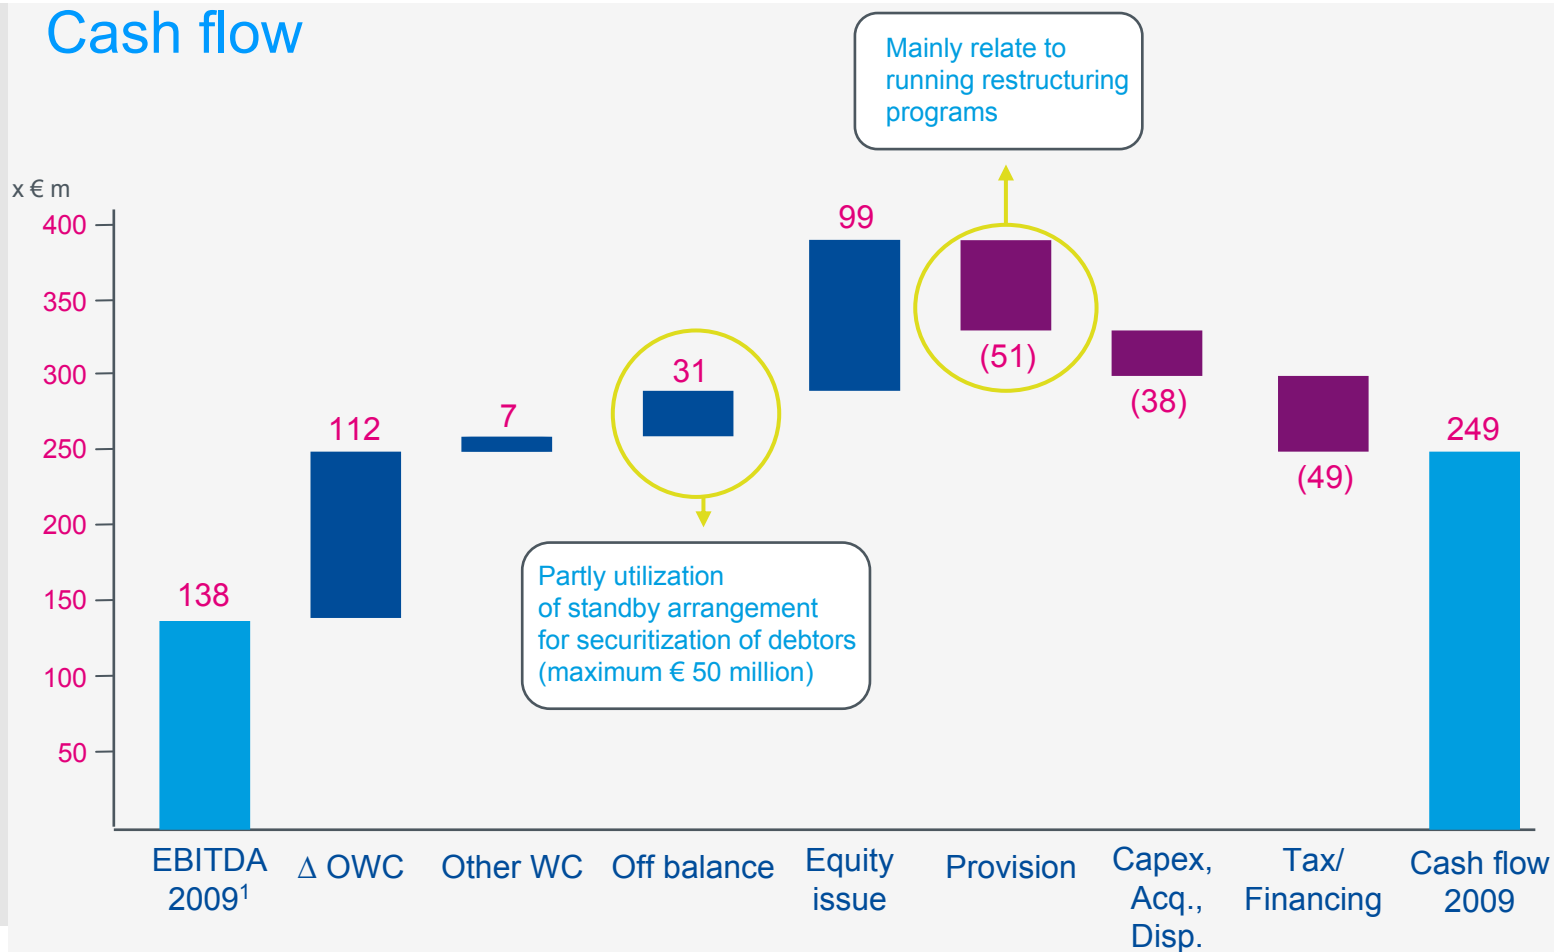 Cash flow
Mainly relate to
running restructuring
programs
x € m
400
350
300
250
200
150
100
50
138
112
7
31
99
(51)
(38)
(49)
249
Partly utilization
of standby arrangement
for securitization of debtors
(maximum € 50 million)
EBITDA
2009¹
Δ OWC
Other WC
Off balance
Equity
issue
Provision
Capex,
Acq.,
Disp.
Tax/
Financing
Cash flow
2009